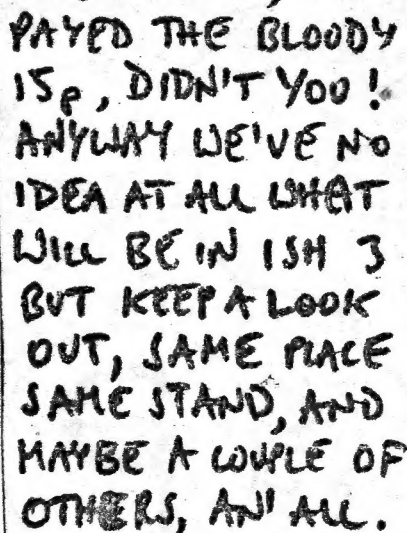 PAYED THE BLOODY
15p, DIDN'T YOU!
ANYWAY WE'VE NO
IDEA AT ALL WHAT
WILL BE IN ISH 3
BUT KEEP A LOOK
OUT, SAME PLACE
SAME STAND, AND
MAYBE A COUPLE OF
OTHERS, AN' ALL.